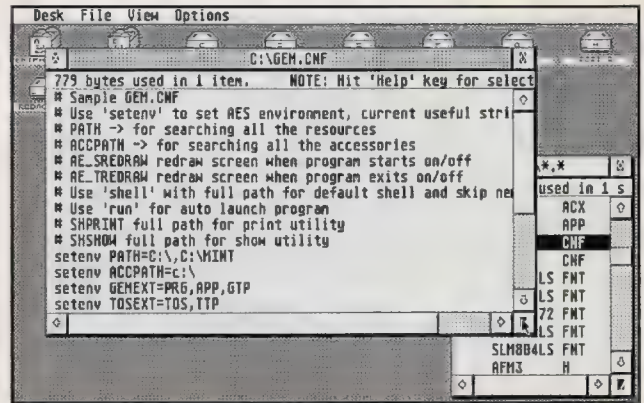 Desk File View Options
C:\GEM.CNF
779 bytes used in 1 item. NOTE: Hit 'Help' key for select
# Sample GEM.CNF
# Use 'setenv' to set AES environment, current useful stri
# PATH -> for searching all the resources
# ACCPATH -> for searching all the accessories
# AE_SREDRAW redraw screen when program starts on/off
# AE_TREDRAW redraw screen when program exits on/off
# Use 'shell' with full path for default shell and skip ne
# Use 'run' for auto launch program
# SHPRINT full path for print utility
# SHSHOW full path for show utility
setenv PATH=C:\,C:\MINT
setenv ACCPATH=c:\
setenv GEMEXT=PRG,APP,GTP
setenv TOSEXT=TOS,TTP
\*.*
used in 1 s
ACX
APP
CNF
CNF
LS FNT
LS FNT
72 FNT
LS FNT
SLM804LS FNT
AFM3 H